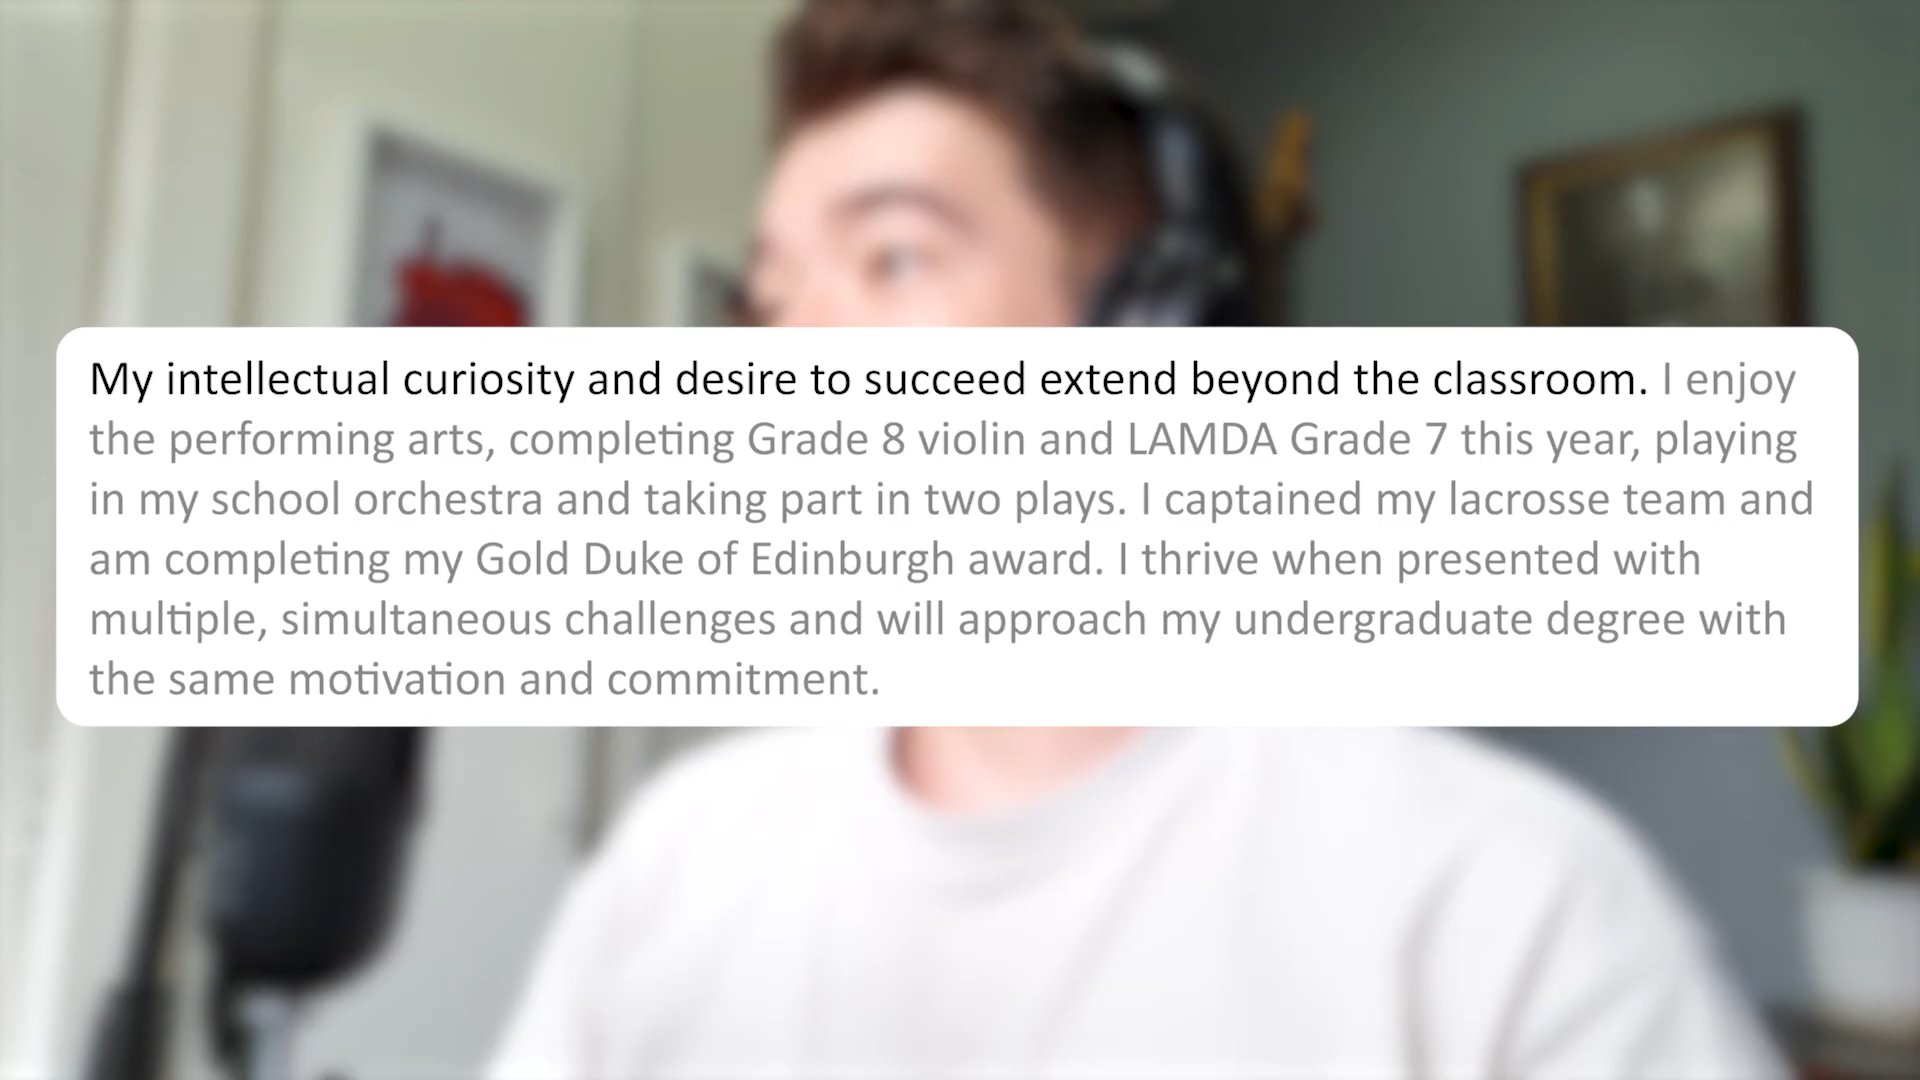 My intellectual curiosity and desire to succeed extend beyond the classroom. I enjoy
the performing arts, completing Grade 8 violin and LAMDA Grade 7 this year, playing
in my school orchestra and taking part in two plays. I captained my lacrosse team and
am completing my Gold Duke of Edinburgh award. I thrive when presented with
multiple, simultaneous challenges and will approach my undergraduate degree with
the same motivation and commitment.